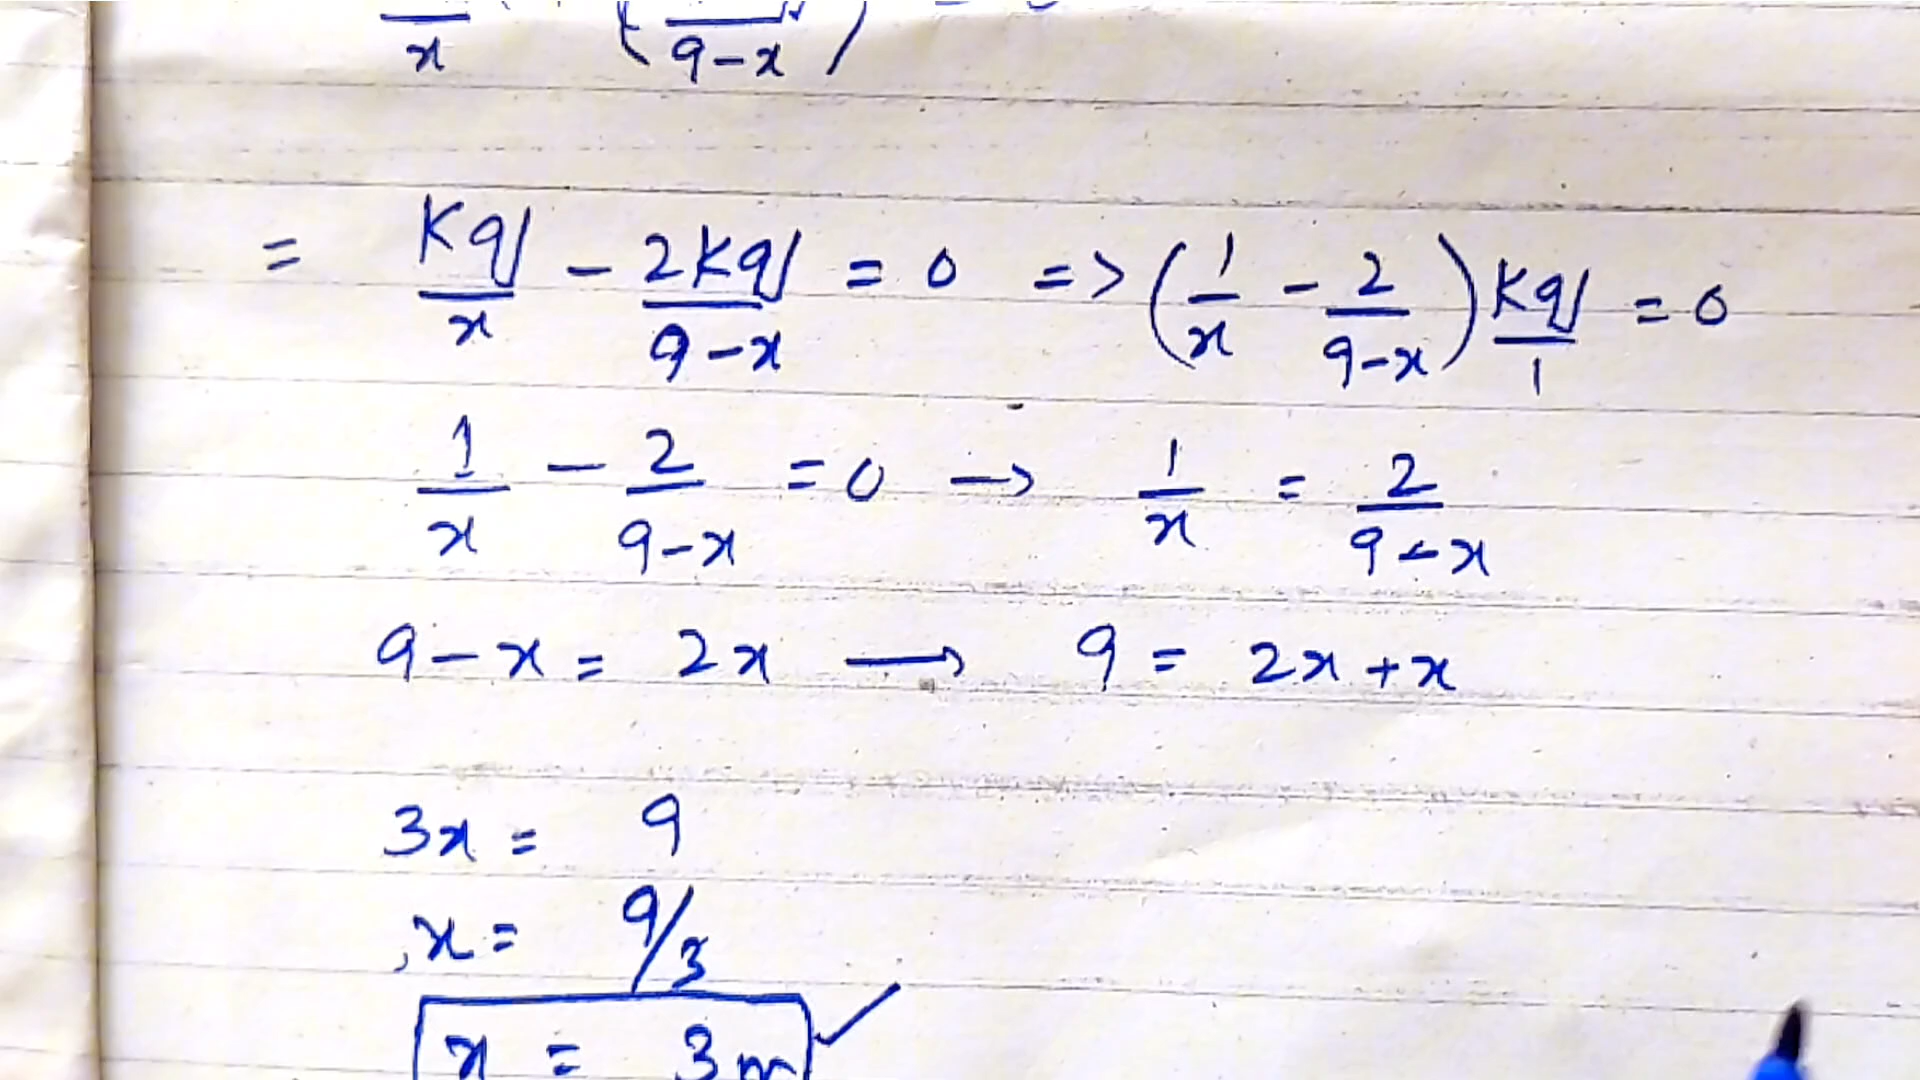 x (9-x)
= Kq/x - 2Kq/9-x = 0 => (1/x - 2/9-x) Kq/1 = 0
1/x - 2/9-x = 0 → 1/x = 2/9-x
9-x = 2x → 9 = 2x+x
3x = 9
x = 9/3
x = 3m